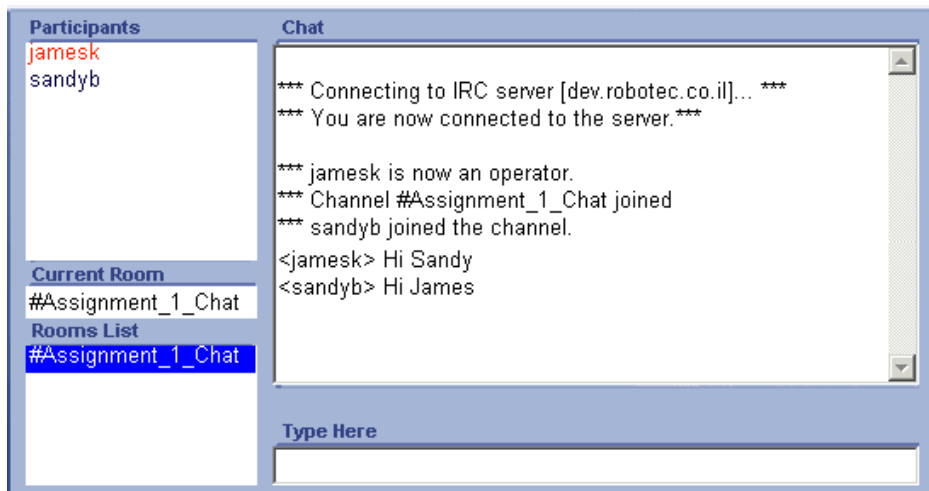 Participants
jamesk
sandyb
Current Room
#Assignment_1_Chat
Rooms List
#Assignment_1_Chat
Chat
*** Connecting to IRC server [dev.robotec.co.il]... ***
*** You are now connected to the server.***
*** jamesk is now an operator.
*** Channel #Assignment_1_Chat joined
*** sandyb joined the channel.
<jamesk> Hi Sandy
<sandyb> Hi James
Type Here